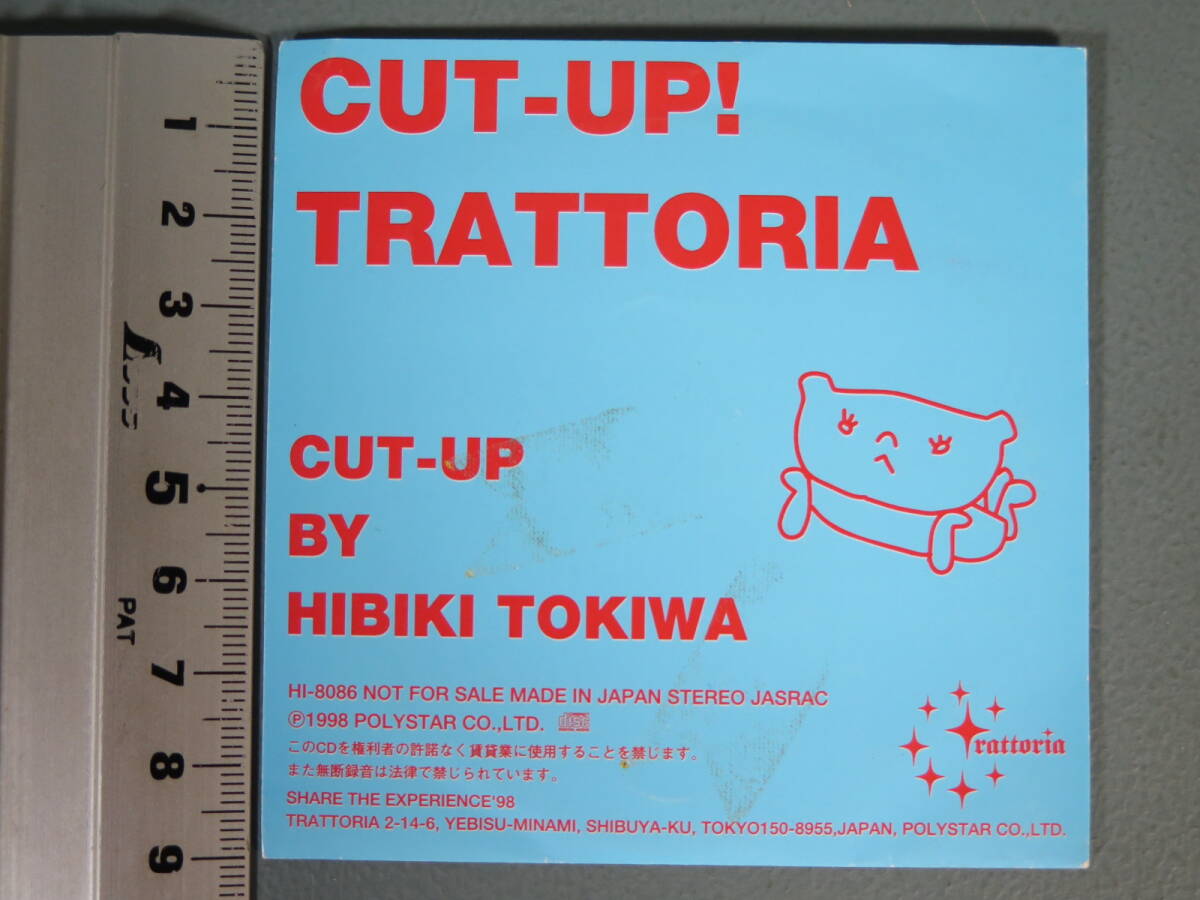 CUT-UP!
TRATTORIA
CUT-UP
BY
HIBIKI TOKIWA
HI-8086 NOT FOR SALE MADE IN JAPAN STEREO JASRAC
Ⓟ1998 POLYSTAR CO.,LTD.
このCDを権利者の許諾なく賃貸業に使用することを禁じます。
また無断録音は法律で禁じられています。
SHARE THE EXPERIENCE'98
TRATTORIA 2-14-6, YEBISU-MINAMI, SHIBUYA-KU, TOKYO150-8955,JAPAN, POLYSTAR CO.,LTD.
Trattoria
1
2
3
4
5
6
7
8
9
PAT